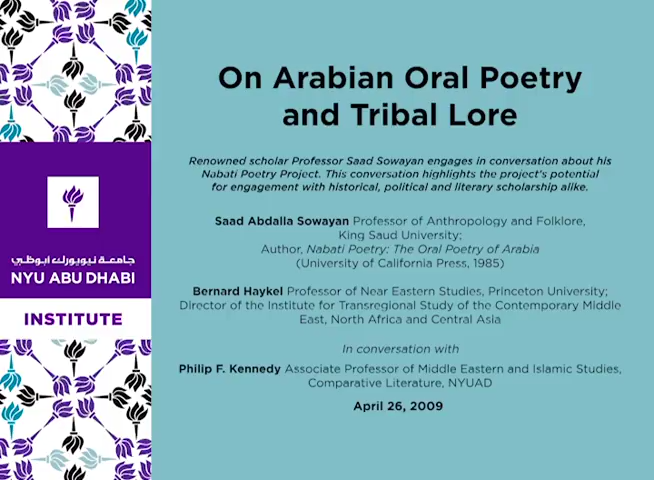 On Arabian Oral Poetry
and Tribal Lore
Renowned scholar Professor Saad Sowayan engages in conversation about his
Nabati Poetry Project. This conversation highlights the project's potential
for engagement with historical, political and literary scholarship alike.
Saad Abdalla Sowayan Professor of Anthropology and Folklore,
King Saud University;
Author, Nabati Poetry: The Oral Poetry of Arabia
(University of California Press, 1985)
Bernard Haykel Professor of Near Eastern Studies, Princeton University;
Director of the Institute for Transregional Study of the Contemporary Middle
East, North Africa and Central Asia
In conversation with
Philip F. Kennedy Associate Professor of Middle Eastern and Islamic Studies,
Comparative Literature, NYUAD
April 26, 2009
جامعة نيويورك أبوظبي
NYU ABU DHABI
INSTITUTE